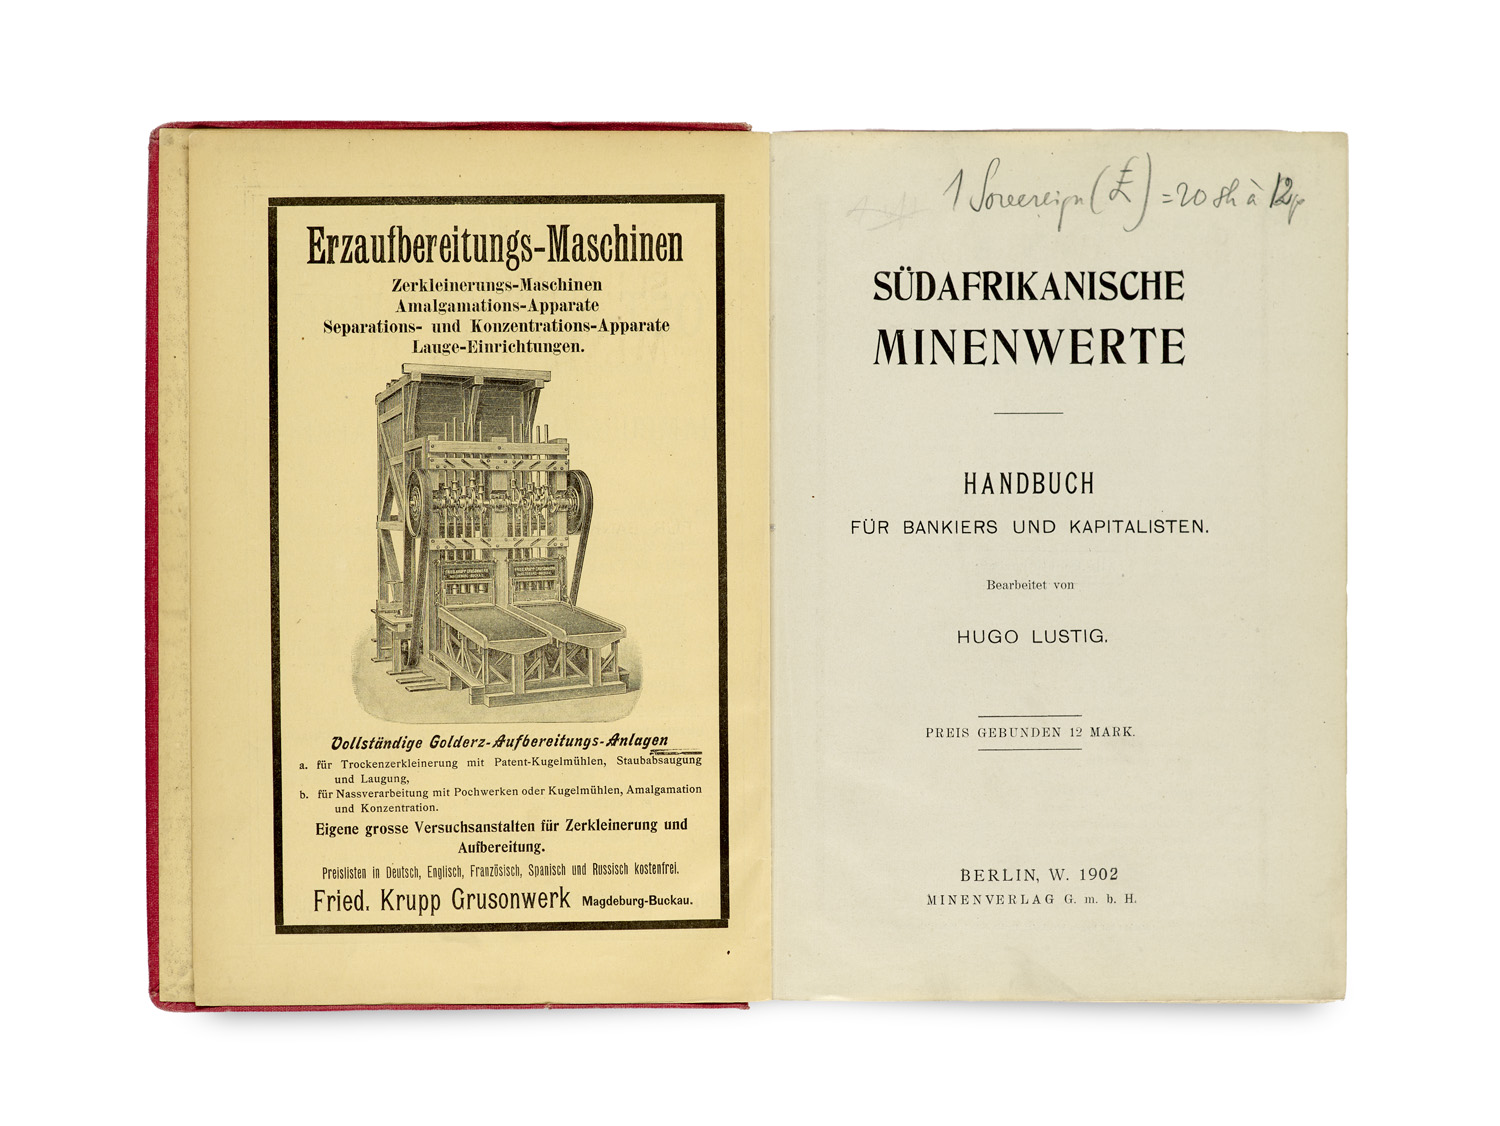 Erzaufbereitungs-Maschinen
Zerkleinerungs-Maschinen
Amalgamations-Apparate
Separations- und Konzentrations-Apparate
Lauge-Einrichtungen.
Vollständige Golderz-Aufbereitungs-Anlagen
a. für Trockenzerkleinerung mit Patent-Kugelmühlen, Staubabsaugung
und Laugung,
b. für Nassverarbeitung mit Pochwerken oder Kugelmühlen, Amalgamation
und Konzentration.
Eigene grosse Versuchsanstalten für Zerkleinerung und
Aufbereitung.
Preislisten in Deutsch, Englisch, Französisch, Spanisch und Russisch kostenfrei.
Fried. Krupp Grusonwerk Magdeburg-Buckau.
1 Sovereign (£) = 20 sh à 12 p
SÜDAFRIKANISCHE
MINENWERTE
HANDBUCH
FÜR BANKIERS UND KAPITALISTEN.
Bearbeitet von
HUGO LUSTIG.
PREIS GEBUNDEN 12 MARK.
BERLIN, W. 1902
MINENVERLAG G. m. b. H.